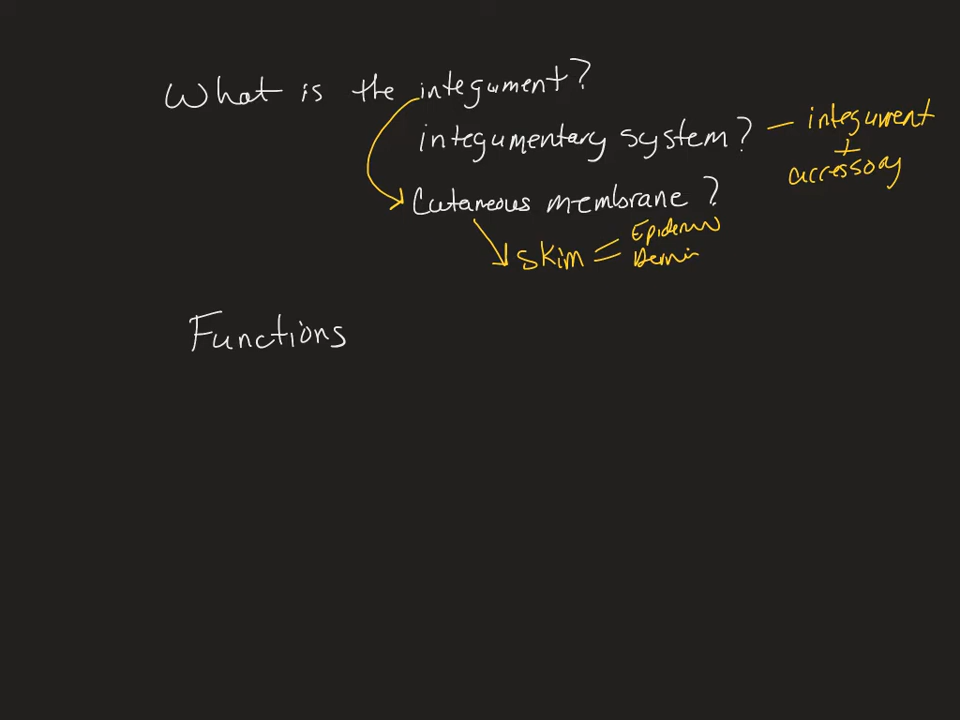 What is the integument?
integumentary system? – integument
+
accessory
Cutaneous membrane?
skin = Epidermis
Dermis
Functions